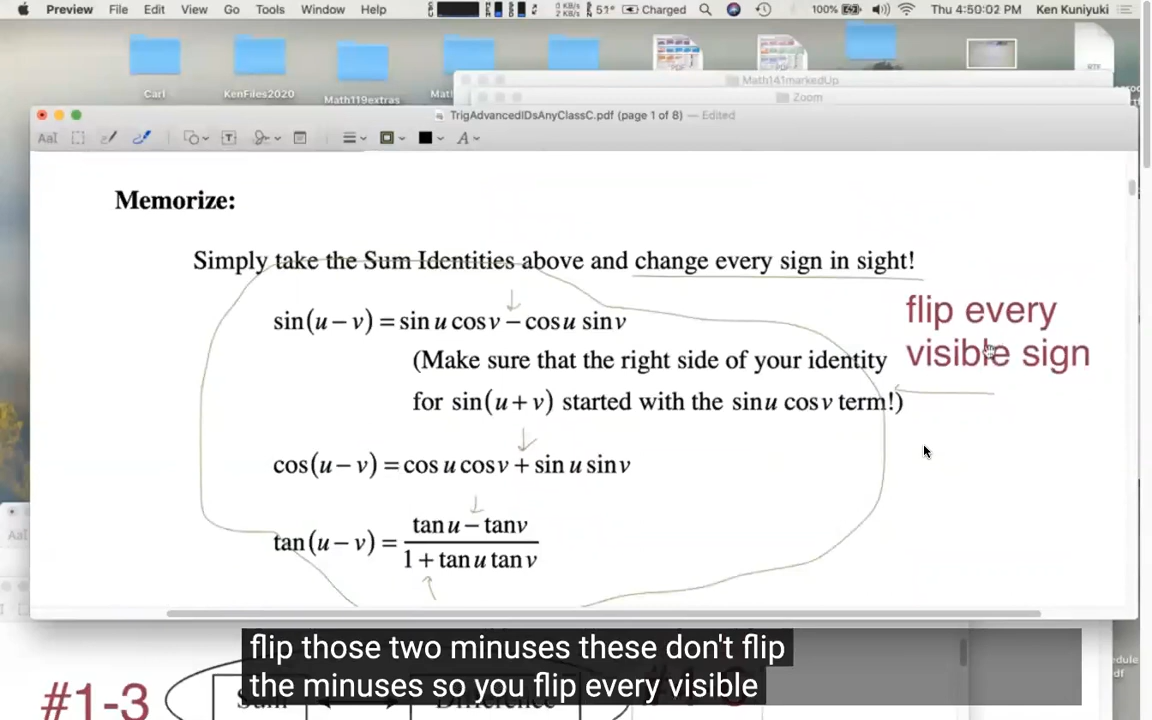 Preview File Edit View Go Tools Window Help Charged 100% Thu 4:50:02 PM Ken Kuniyuki
Carl KenFiles2020 Math119extras
Math141markedUp
Zoom
TrigAdvancedIDsAnyClassC.pdf (page 1 of 8) — Edited
Memorize:
Simply take the Sum Identities above and change every sign in sight!
sin(u − v) = sin u cos v − cos u sin v
flip every
visible sign
(Make sure that the right side of your identity
for sin(u + v) started with the sin u cos v term!)
cos(u − v) = cos u cos v + sin u sin v
tan(u − v) = tan u − tan v
1 + tan u tan v
flip those two minuses these don't flip
the minuses so you flip every visible
#1-3